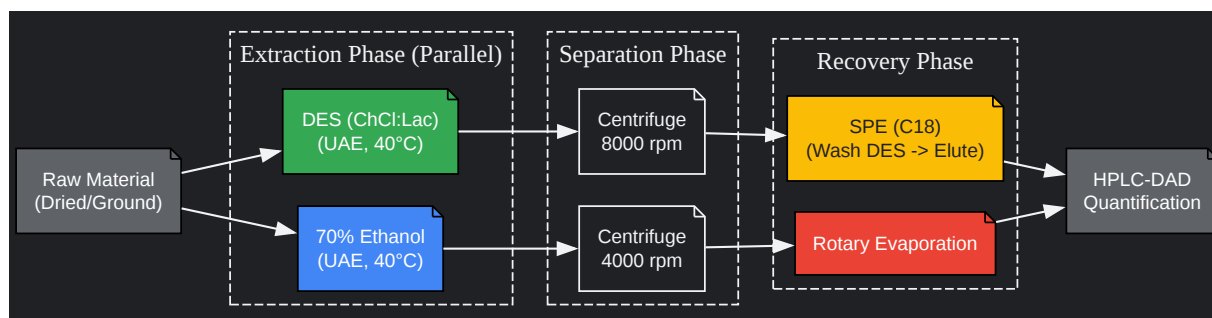 Extraction Phase (Parallel)
Separation Phase
Recovery Phase
Raw Material
(Dried/Ground)
DES (ChCl:Lac)
(UAE, 40°C)
70% Ethanol
(UAE, 40°C)
Centrifuge
8000 rpm
Centrifuge
4000 rpm
SPE (C18)
(Wash DES -> Elute)
Rotary Evaporation
HPLC-DAD
Quantification